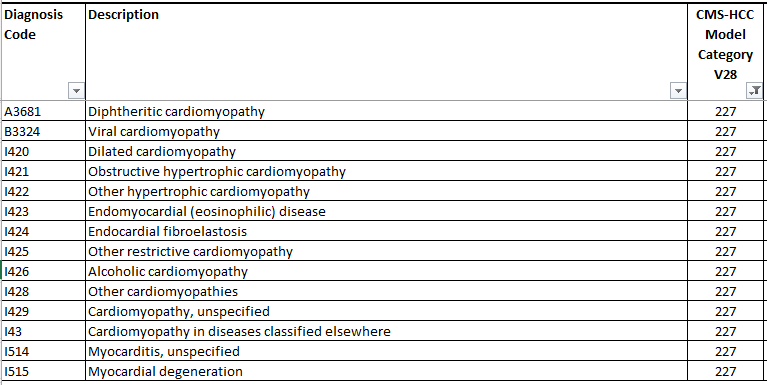 Diagnosis Code Description CMS-HCC Model Category V28
A3681 Diphtheritic cardiomyopathy 227
B3324 Viral cardiomyopathy 227
I420 Dilated cardiomyopathy 227
I421 Obstructive hypertrophic cardiomyopathy 227
I422 Other hypertrophic cardiomyopathy 227
I423 Endomyocardial (eosinophilic) disease 227
I424 Endocardial fibroelastosis 227
I425 Other restrictive cardiomyopathy 227
I426 Alcoholic cardiomyopathy 227
I428 Other cardiomyopathies 227
I429 Cardiomyopathy, unspecified 227
I43 Cardiomyopathy in diseases classified elsewhere 227
I514 Myocarditis, unspecified 227
I515 Myocardial degeneration 227